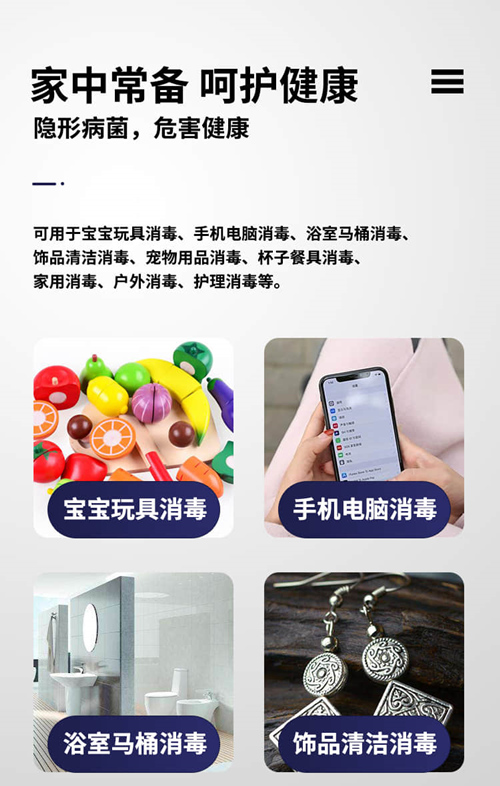 家中常备 呵护健康
隐形病菌，危害健康
可用于宝宝玩具消毒、手机电脑消毒、浴室马桶消毒、
饰品清洁消毒、宠物用品消毒、杯子餐具消毒、
家用消毒、户外消毒、护理消毒等。
宝宝玩具消毒
手机电脑消毒
浴室马桶消毒
饰品清洁消毒